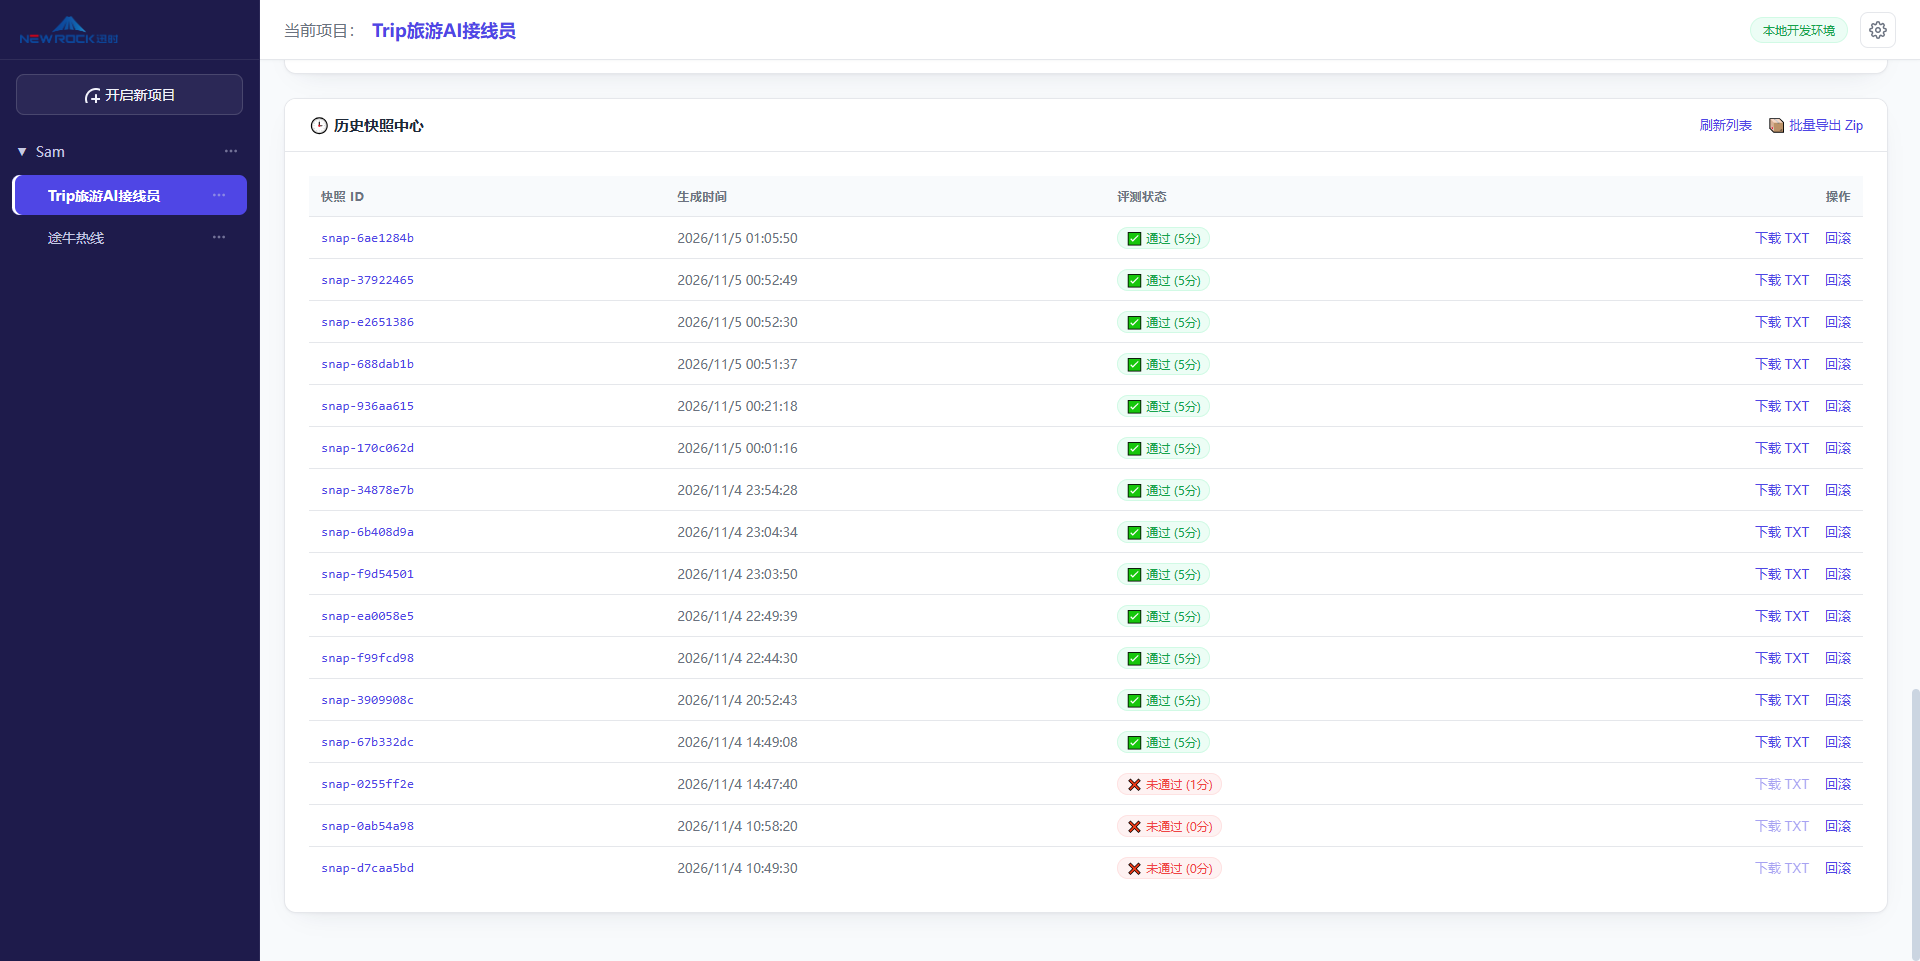 NEWROCK迅时
开启新项目
▼ Sam ···
Trip旅游AI接线员 ···
途牛热线 ···
当前项目： Trip旅游AI接线员
本地开发环境
历史快照中心
刷新列表 批量导出 Zip
快照 ID 生成时间 评测状态 操作
snap-6ae1284b 2026/11/5 01:05:50 通过 (5分) 下载 TXT 回滚
snap-37922465 2026/11/5 00:52:49 通过 (5分) 下载 TXT 回滚
snap-e2651386 2026/11/5 00:52:30 通过 (5分) 下载 TXT 回滚
snap-688dab1b 2026/11/5 00:51:37 通过 (5分) 下载 TXT 回滚
snap-936aa615 2026/11/5 00:21:18 通过 (5分) 下载 TXT 回滚
snap-170c062d 2026/11/5 00:01:16 通过 (5分) 下载 TXT 回滚
snap-34878e7b 2026/11/4 23:54:28 通过 (5分) 下载 TXT 回滚
snap-6b408d9a 2026/11/4 23:04:34 通过 (5分) 下载 TXT 回滚
snap-f9d54501 2026/11/4 23:03:50 通过 (5分) 下载 TXT 回滚
snap-ea0058e5 2026/11/4 22:49:39 通过 (5分) 下载 TXT 回滚
snap-f99fcd98 2026/11/4 22:44:30 通过 (5分) 下载 TXT 回滚
snap-3909908c 2026/11/4 20:52:43 通过 (5分) 下载 TXT 回滚
snap-67b332dc 2026/11/4 14:49:08 通过 (5分) 下载 TXT 回滚
snap-0255ff2e 2026/11/4 14:47:40 未通过 (1分) 下载 TXT 回滚
snap-0ab54a98 2026/11/4 10:58:20 未通过 (0分) 下载 TXT 回滚
snap-d7caa5bd 2026/11/4 10:49:30 未通过 (0分) 下载 TXT 回滚